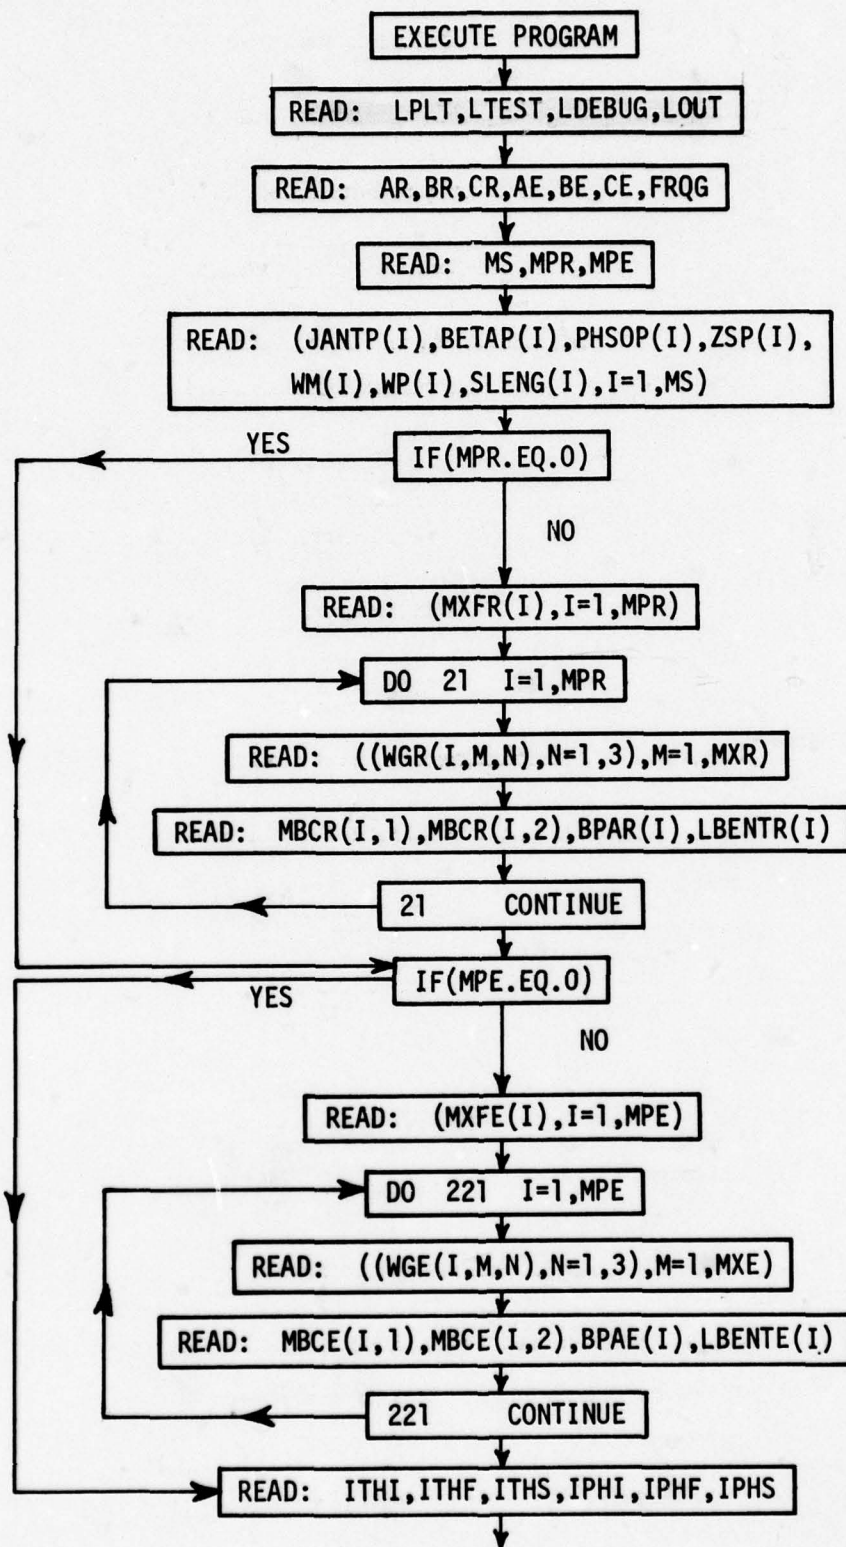 EXECUTE PROGRAM
READ: LPLT,LTEST,LDEBUG,LOUT
READ: AR,BR,CR,AE,BE,CE,FRQG
READ: MS,MPR,MPE
READ: (JANTP(I),BETAP(I),PHSOP(I),ZSP(I),
WM(I),WP(I),SLENG(I),I=1,MS)
YES
IF(MPR.EQ.0)
NO
READ: (MXFR(I),I=1,MPR)
DO 21 I=1,MPR
READ: ((WGR(I,M,N),N=1,3),M=1,MXR)
READ: MBCR(I,1),MBCR(I,2),BPAR(I),LBENTR(I)
21 CONTINUE
IF(MPE.EQ.0)
YES
NO
READ: (MXFE(I),I=1,MPE)
DO 221 I=1,MPE
READ: ((WGE(I,M,N),N=1,3),M=1,MXE)
READ: MBCE(I,1),MBCE(I,2),BPAE(I),LBENTE(I)
221 CONTINUE
READ: ITHI,ITHF,ITHS,IPHI,IPHF,IPHS